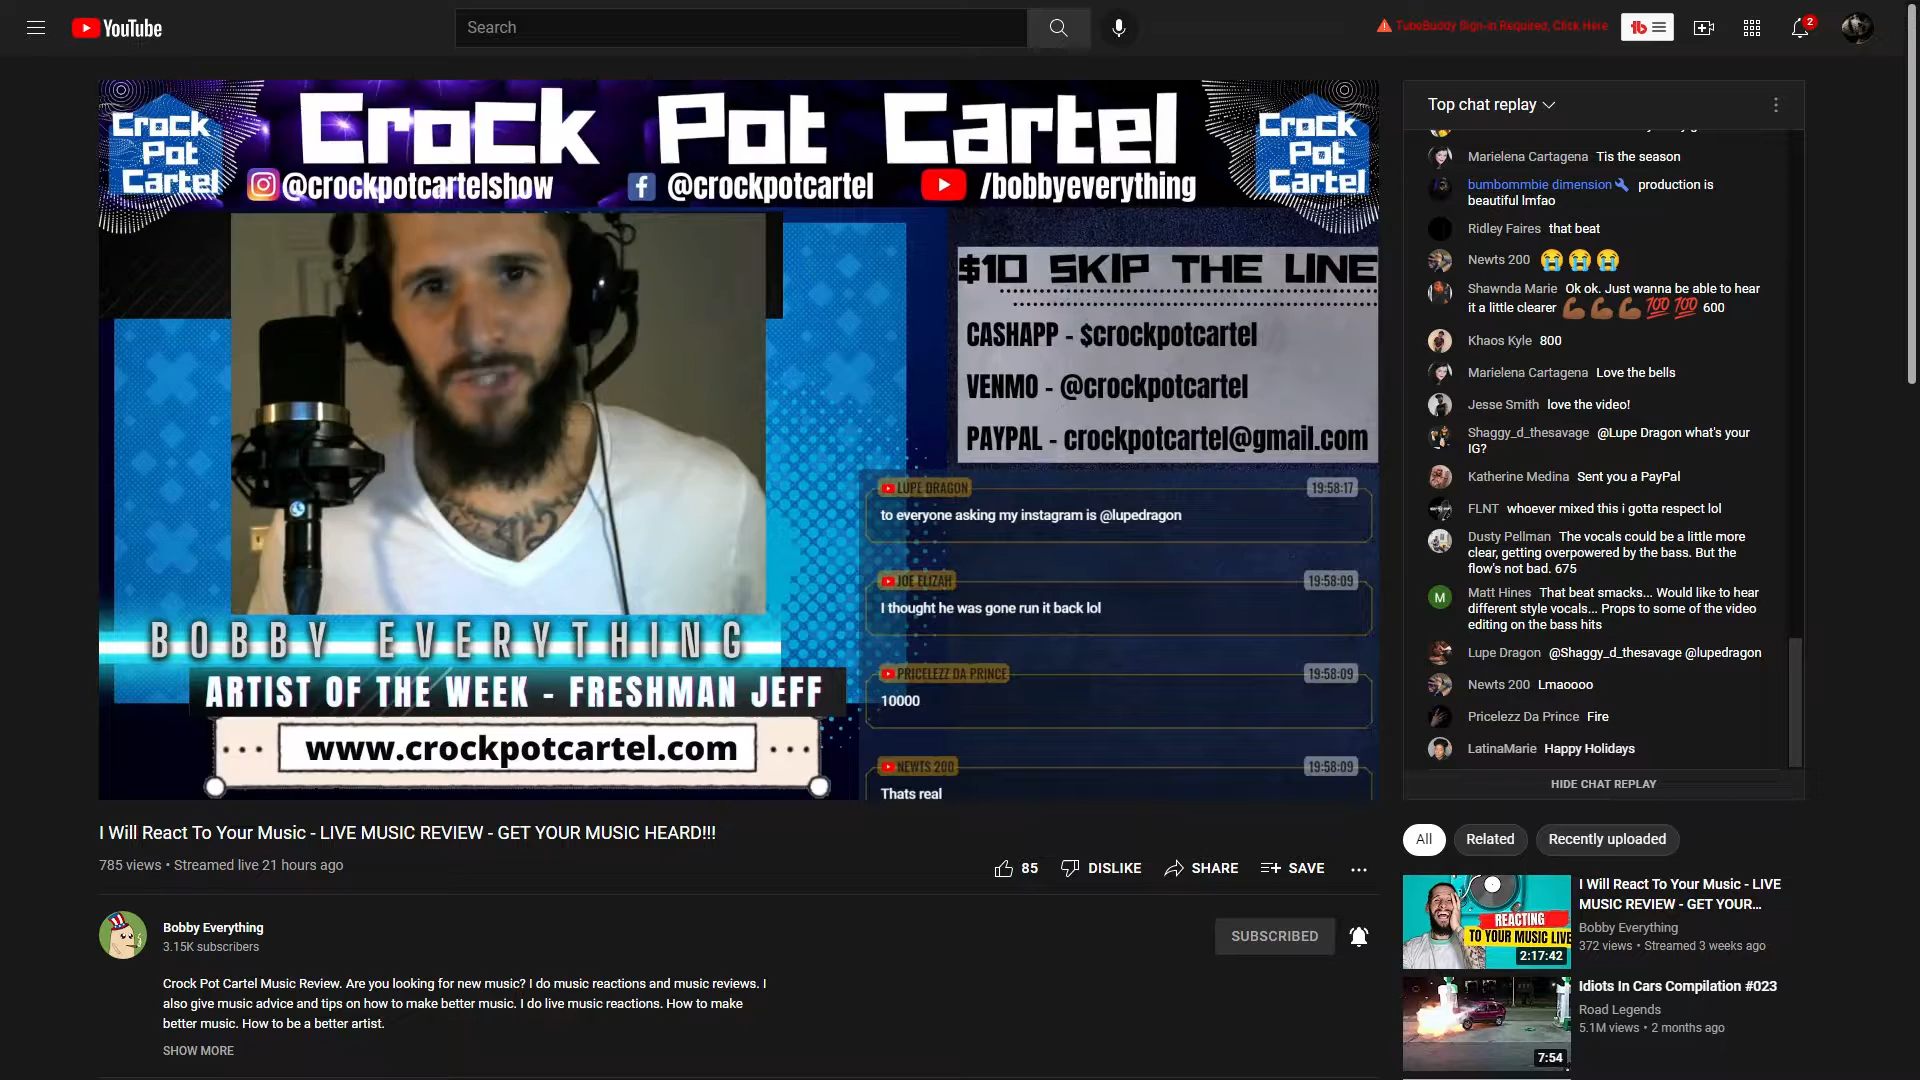 YouTube
Search
TubeBuddy Sign-in Required, Click Here
tb
2
Crock Pot Cartel
Crock
Pot
Cartel
@crockpotcartelshow
@crockpotcartel
/bobbyeverything
Crock
Pot
Cartel
$10 SKIP THE LINE
CASHAPP - $crockpotcartel
VENMO - @crockpotcartel
PAYPAL - crockpotcartel@gmail.com
LUPE DRAGON 19:58:17
to everyone asking my instagram is @lupedragon
JOE ELIZAH 19:58:09
I thought he was gone run it back lol
PRICELEZZ DA PRINCE 19:58:09
10000
NEWTS 200 19:58:09
Thats real
BOBBY EVERYTHING
ARTIST OF THE WEEK - FRESHMAN JEFF
www.crockpotcartel.com
Top chat replay
Marielena Cartagena Tis the season
bumbommbie dimension production is
beautiful lmfao
Ridley Faires that beat
Newts 200 😭😭😭
Shawnda Marie Ok ok. Just wanna be able to hear
it a little clearer 💪🏾💪🏾💪🏾💯💯 600
Khaos Kyle 800
Marielena Cartagena Love the bells
Jesse Smith love the video!
Shaggy_d_thesavage @Lupe Dragon what's your
IG?
Katherine Medina Sent you a PayPal
FLNT whoever mixed this i gotta respect lol
Dusty Pellman The vocals could be a little more
clear, getting overpowered by the bass. But the
flow's not bad. 675
M
Matt Hines That beat smacks... Would like to hear
different style vocals... Props to some of the video
editing on the bass hits
Lupe Dragon @Shaggy_d_thesavage @lupedragon
Newts 200 Lmaoooo
Pricelezz Da Prince Fire
LatinaMarie Happy Holidays
HIDE CHAT REPLAY
I Will React To Your Music - LIVE MUSIC REVIEW - GET YOUR MUSIC HEARD!!!
785 views • Streamed live 21 hours ago
85 DISLIKE SHARE SAVE
Bobby Everything
3.15K subscribers
SUBSCRIBED
Crock Pot Cartel Music Review. Are you looking for new music? I do music reactions and music reviews. I
also give music advice and tips on how to make better music. I do live music reactions. How to make
better music. How to be a better artist.
SHOW MORE
All Related Recently uploaded
REACTING
TO YOUR MUSIC LIVE
2:17:42
I Will React To Your Music - LIVE
MUSIC REVIEW - GET YOUR...
Bobby Everything
372 views • Streamed 3 weeks ago
7:54
Idiots In Cars Compilation #023
Road Legends
5.1M views • 2 months ago